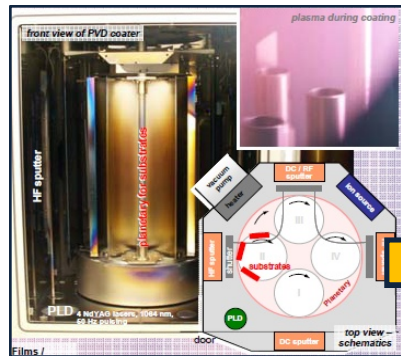 front view of PVD coater
plasma during coating
HF sputter
planetary for substrates
vacuum
pump
heater
DC / RF
sputter
Ion source
HF sputter
shutter
substrates
I
II
III
IV
Planetary
PLD
DC sputter
door
top view –
schematics
PLD 4 NdYAG lasers, 1064 nm,
50 Hz pulsing
Films /